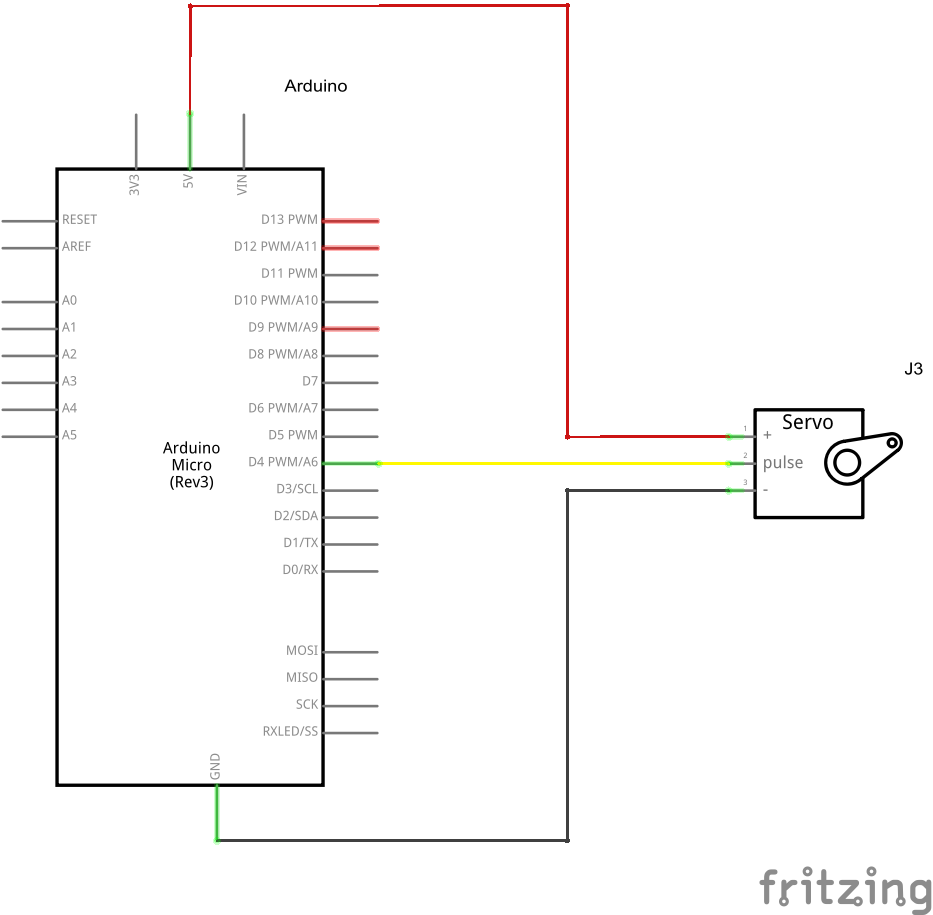 Arduino
3V3
5V
VIN
RESET
AREF
A0
A1
A2
A3
A4
A5
D13 PWM
D12 PWM/A11
D11 PWM
D10 PWM/A10
D9 PWM/A9
D8 PWM/A8
D7
D6 PWM/A7
D5 PWM
D4 PWM/A6
D3/SCL
D2/SDA
D1/TX
D0/RX
MOSI
MISO
SCK
RXLED/SS
Arduino
Micro
(Rev3)
GND
J3
Servo
1 +
2 pulse
3 -
fritzing